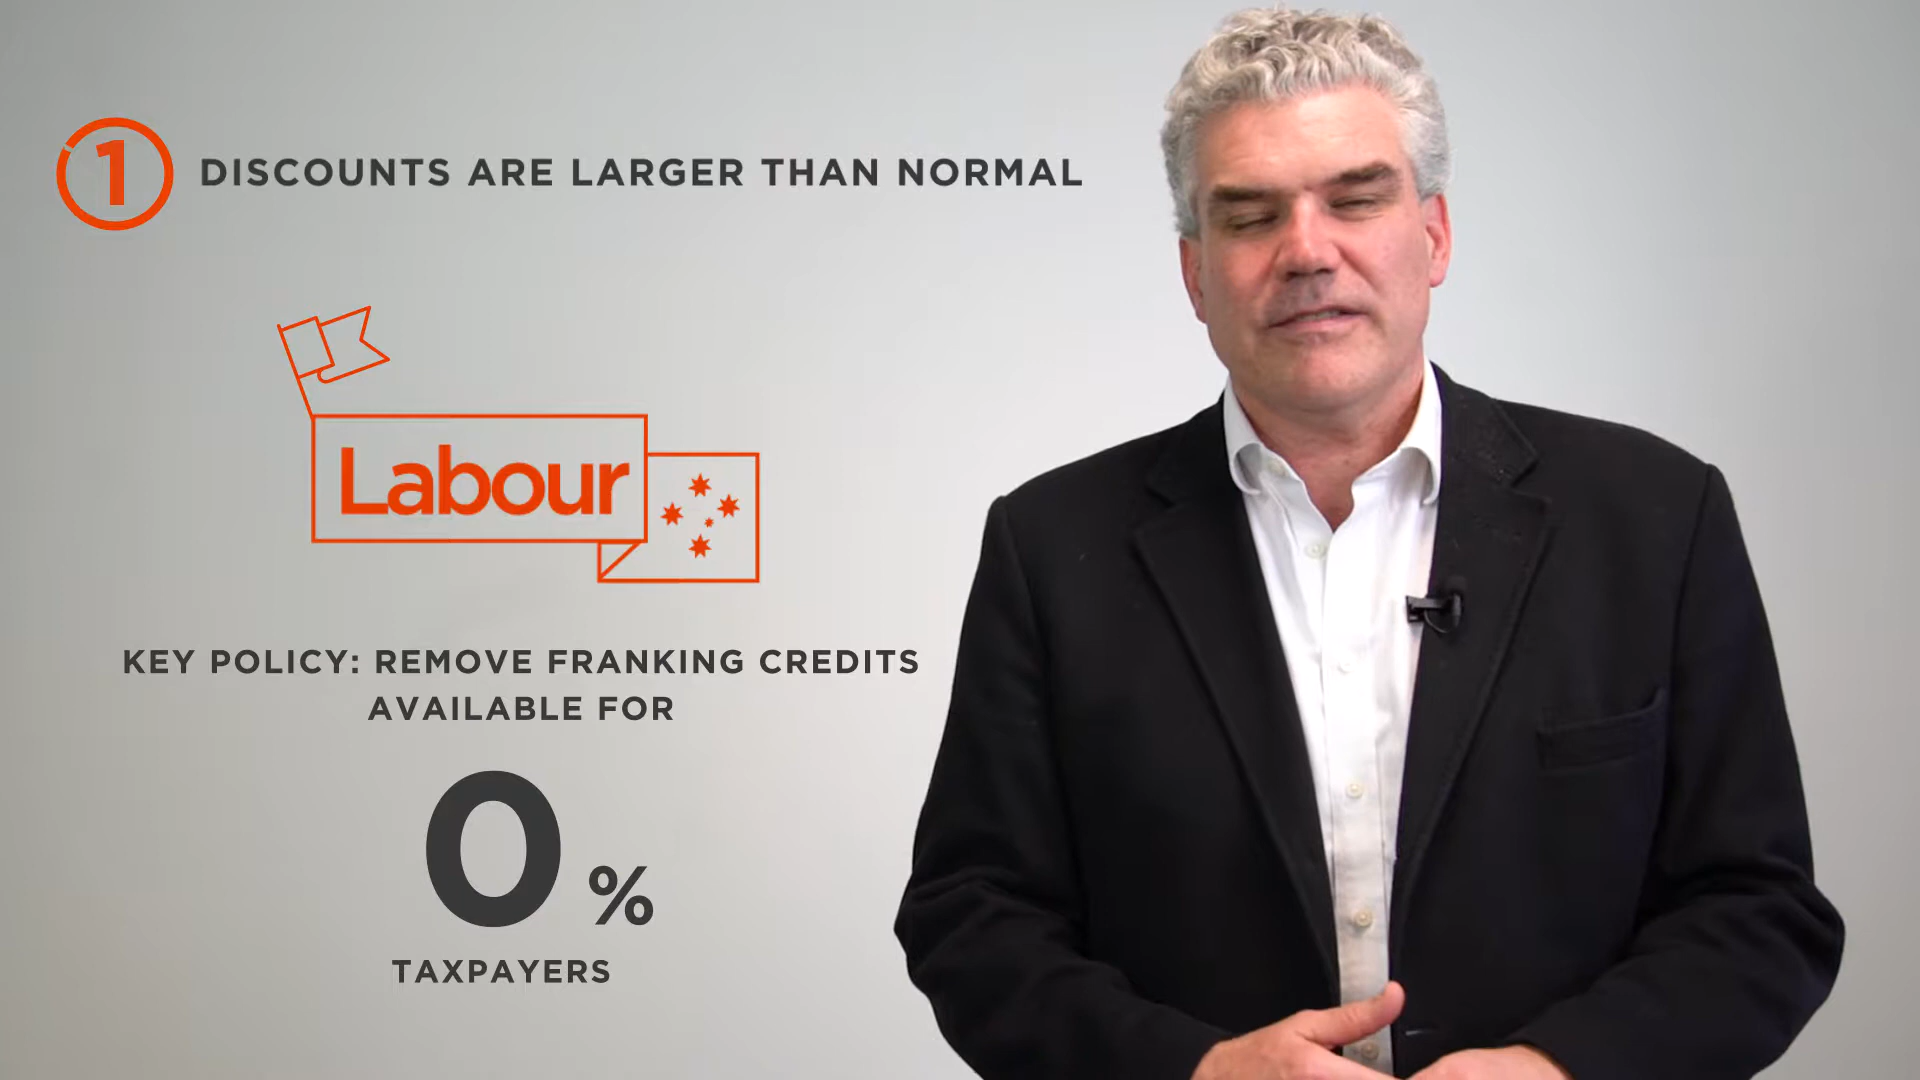 1 DISCOUNTS ARE LARGER THAN NORMAL
Labour
KEY POLICY: REMOVE FRANKING CREDITS
AVAILABLE FOR
0 %
TAXPAYERS